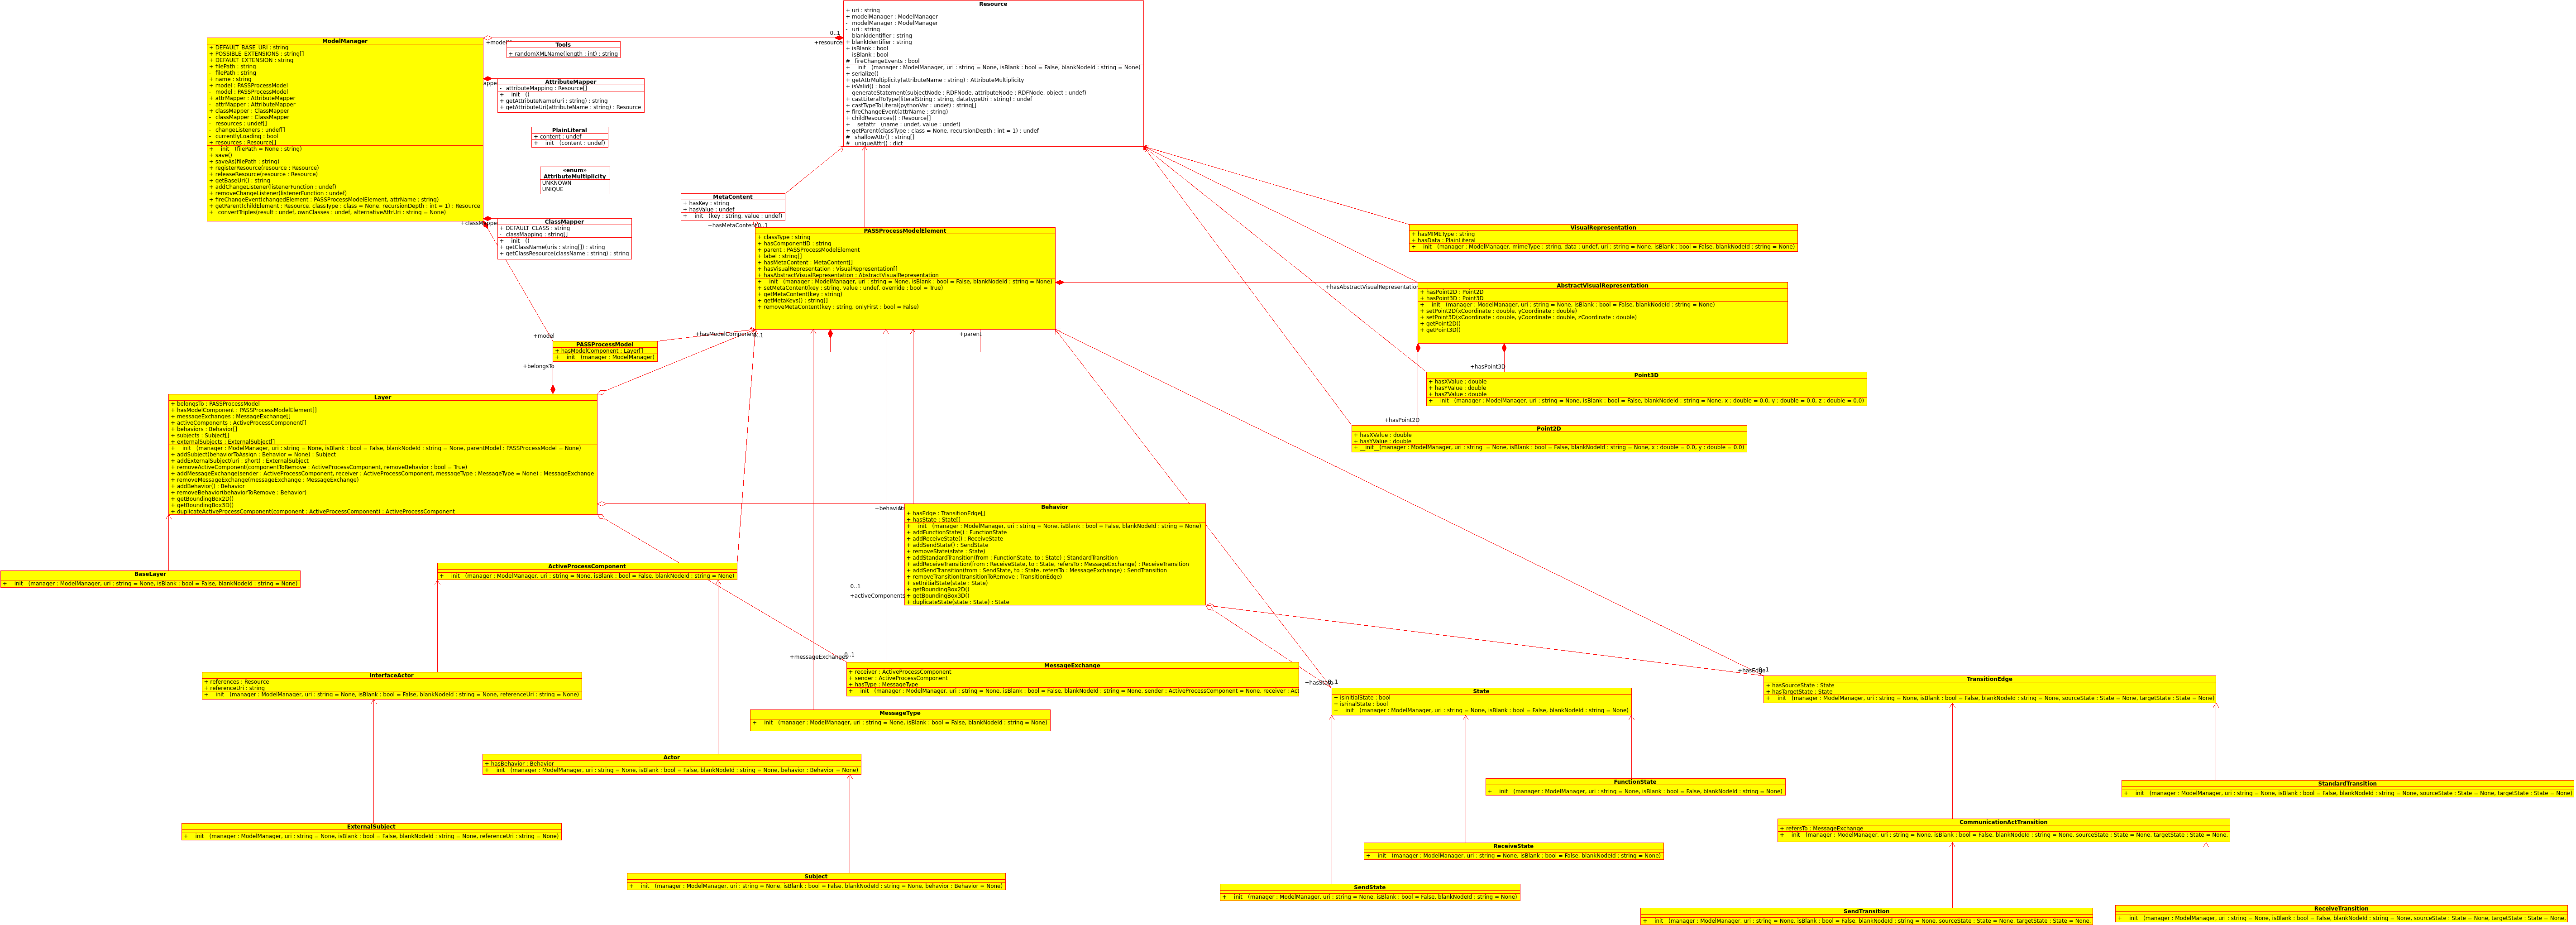 Resource
+ uri : string
+ modelManager : ModelManager
- modelManager : ModelManager
- uri : string
- blankIdentifier : string
+ blankIdentifier : string
+ isBlank : bool
- isBlank : bool
# fireChangeEvents : bool
+ init (manager : ModelManager, uri : string = None, isBlank : bool = False, blankNodeId : string = None)
+ serialize()
+ getAttrMultiplicity(attributeName : string) : AttributeMultiplicity
+ isValid() : bool
- generateStatement(subjectNode : RDFNode, attributeNode : RDFNode, object : undef)
+ castLiteralToType(literalString : string, datatypeUri : string) : undef
+ castTypeToLiteral(pythonVar : undef) : string[]
+ fireChangeEvent(attrName : string)
+ childResources() : Resource[]
+ setattr (name : undef, value : undef)
+ getParent(classType : class = None, recursionDepth : int = 1) : undef
# shallowAttr() : string[]
# uniqueAttr() : dict
0..1
+resources
+model
ModelManager
+ DEFAULT_BASE_URI : string
+ POSSIBLE_EXTENSIONS : string[]
+ DEFAULT_EXTENSION : string
+ filePath : string
- filePath : string
+ name : string
+ model : PASSProcessModel
- model : PASSProcessModel
+ attrMapper : AttributeMapper
- attrMapper : AttributeMapper
+ classMapper : ClassMapper
- classMapper : ClassMapper
- resources : undef[]
- changeListeners : undef[]
- currentlyLoading : bool
+ resources : Resource[]
+ init (filePath = None : string)
+ save()
+ saveAs(filePath : string)
+ registerResource(resource : Resource)
+ releaseResource(resource : Resource)
+ getBaseUri() : string
+ addChangeListener(listenerFunction : undef)
+ removeChangeListener(listenerFunction : undef)
+ fireChangeEvent(changedElement : PASSProcessModelElement, attrName : string)
+ getParent(childElement : Resource, classType : class = None, recursionDepth : int = 1) : Resource
+ convertTriples(result : undef, ownClasses : undef, alternativeAttrUri : string = None)
Tools
+ randomXMLName(length : int) : string
apper
AttributeMapper
- attributeMapping : Resource[]
+ init ()
+ getAttributeName(uri : string) : string
+ getAttributeUri(attributeName : string) : Resource
PlainLiteral
+ content : undef
+ init (content : undef)
«enum»
AttributeMultiplicity
UNKNOWN
UNIQUE
+classMapper
ClassMapper
+ DEFAULT_CLASS : string
- classMapping : string[]
+ init ()
+ getClassName(uris : string[]) : string
+ getClassResource(className : string) : string
MetaContent
+ hasKey : string
+ hasValue : undef
+ init (key : string, value : undef)
+hasMetaContent
0..1
PASSProcessModelElement
+ classType : string
+ hasComponentID : string
+ parent : PASSProcessModelElement
+ label : string[]
+ hasMetaContent : MetaContent[]
+ hasVisualRepresentation : VisualRepresentation[]
+ hasAbstractVisualRepresentation : AbstractVisualRepresentation
+ init (manager : ModelManager, uri : string = None, isBlank : bool = False, blankNodeId : string = None)
+ setMetaContent(key : string, value : undef, override : bool = True)
+ getMetaContent(key : string)
+ getMetaKeys() : string[]
+ removeMetaContent(key : string, onlyFirst : bool = False)
+parent
VisualRepresentation
+ hasMIMEType : string
+ hasData : PlainLiteral
+ init (manager : ModelManager, mimeType : string, data : undef, uri : string = None, isBlank : bool = False, blankNodeId : string = None)
+hasAbstractVisualRepresentation
AbstractVisualRepresentation
+ hasPoint2D : Point2D
+ hasPoint3D : Point3D
+ init (manager : ModelManager, uri : string = None, isBlank : bool = False, blankNodeId : string = None)
+ setPoint2D(xCoordinate : double, yCoordinate : double)
+ setPoint3D(xCoordinate : double, yCoordinate : double, zCoordinate : double)
+ getPoint2D()
+ getPoint3D()
+hasPoint3D
Point3D
+ hasXValue : double
+ hasYValue : double
+ hasZValue : double
+ init (manager : ModelManager, uri : string = None, isBlank : bool = False, blankNodeId : string = None, x : double = 0.0, y : double = 0.0, z : double = 0.0)
+hasPoint2D
Point2D
+ hasXValue : double
+ hasYValue : double
+ __init__(manager : ModelManager, uri : string = None, isBlank : bool = False, blankNodeId : string = None, x : double = 0.0, y : double = 0.0)
+model
+hasModelComponent
0..1
PASSProcessModel
+ hasModelComponent : Layer[]
+ init (manager : ModelManager)
+belongsTo
Layer
+ belongsTo : PASSProcessModel
+ hasModelComponent : PASSProcessModelElement[]
+ messageExchanges : MessageExchange[]
+ activeComponents : ActiveProcessComponent[]
+ behaviors : Behavior[]
+ subjects : Subject[]
+ externalSubjects : ExternalSubject[]
+ init (manager : ModelManager, uri : string = None, isBlank : bool = False, blankNodeId : string = None, parentModel : PASSProcessModel = None)
+ addSubject(behaviorToAssign : Behavior = None) : Subject
+ addExternalSubject(uri : short) : ExternalSubject
+ removeActiveComponent(componentToRemove : ActiveProcessComponent, removeBehavior : bool = True)
+ addMessageExchange(sender : ActiveProcessComponent, receiver : ActiveProcessComponent, messageType : MessageType = None) : MessageExchange
+ removeMessageExchange(messageExchange : MessageExchange)
+ addBehavior() : Behavior
+ removeBehavior(behaviorToRemove : Behavior)
+ getBoundingBox2D()
+ getBoundingBox3D()
+ duplicateActiveProcessComponent(component : ActiveProcessComponent) : ActiveProcessComponent
+behaviors
Behavior
+ hasEdge : TransitionEdge[]
+ hasState : State[]
+ init (manager : ModelManager, uri : string = None, isBlank : bool = False, blankNodeId : string = None)
+ addFunctionState() : FunctionState
+ addReceiveState() : ReceiveState
+ addSendState() : SendState
+ removeState(state : State)
+ addStandardTransition(from : FunctionState, to : State) : StandardTransition
+ addReceiveTransition(from : ReceiveState, to : State, refersTo : MessageExchange) : ReceiveTransition
+ addSendTransition(from : SendState, to : State, refersTo : MessageExchange) : SendTransition
+ removeTransition(transitionToRemove : TransitionEdge)
+ setInitialState(state : State)
+ getBoundingBox2D()
+ getBoundingBox3D()
+ duplicateState(state : State) : State
0..1
+activeComponents
BaseLayer
+ init (manager : ModelManager, uri : string = None, isBlank : bool = False, blankNodeId : string = None)
ActiveProcessComponent
+ init (manager : ModelManager, uri : string = None, isBlank : bool = False, blankNodeId : string = None)
+messageExchanges
0..1
MessageExchange
+ receiver : ActiveProcessComponent
+ sender : ActiveProcessComponent
+ hasType : MessageType
+ init (manager : ModelManager, uri : string = None, isBlank : bool = False, blankNodeId : string = None, sender : ActiveProcessComponent = None, receiver : Act
InterfaceActor
+ references : Resource
+ referenceUri : string
+ init (manager : ModelManager, uri : string = None, isBlank : bool = False, blankNodeId : string = None, referenceUri : string = None)
+hasState
0..1
State
+ isInitialState : bool
+ isFinalState : bool
+ init (manager : ModelManager, uri : string = None, isBlank : bool = False, blankNodeId : string = None)
+hasEdge
0..1
TransitionEdge
+ hasSourceState : State
+ hasTargetState : State
+ init (manager : ModelManager, uri : string = None, isBlank : bool = False, blankNodeId : string = None, sourceState : State = None, targetState : State = None)
MessageType
+ init (manager : ModelManager, uri : string = None, isBlank : bool = False, blankNodeId : string = None)
Actor
+ hasBehavior : Behavior
+ init (manager : ModelManager, uri : string = None, isBlank : bool = False, blankNodeId : string = None, behavior : Behavior = None)
FunctionState
+ init (manager : ModelManager, uri : string = None, isBlank : bool = False, blankNodeId : string = None)
StandardTransition
+ init (manager : ModelManager, uri : string = None, isBlank : bool = False, blankNodeId : string = None, sourceState : State = None, targetState : State = None)
ExternalSubject
+ init (manager : ModelManager, uri : string = None, isBlank : bool = False, blankNodeId : string = None, referenceUri : string = None)
CommunicationActTransition
+ refersTo : MessageExchange
+ init (manager : ModelManager, uri : string = None, isBlank : bool = False, blankNodeId : string = None, sourceState : State = None, targetState : State = None,
ReceiveState
+ init (manager : ModelManager, uri : string = None, isBlank : bool = False, blankNodeId : string = None)
Subject
+ init (manager : ModelManager, uri : string = None, isBlank : bool = False, blankNodeId : string = None, behavior : Behavior = None)
SendState
+ init (manager : ModelManager, uri : string = None, isBlank : bool = False, blankNodeId : string = None)
SendTransition
+ init (manager : ModelManager, uri : string = None, isBlank : bool = False, blankNodeId : string = None, sourceState : State = None, targetState : State = None,
ReceiveTransition
+ init (manager : ModelManager, uri : string = None, isBlank : bool = False, blankNodeId : string = None, sourceState : State = None, targetState : State = None,